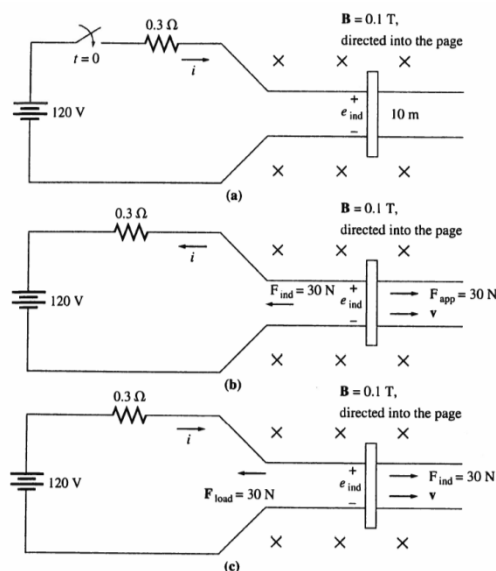 B = 0.1 T,
directed into the page
0.3 Ω
t = 0
i
120 V
+
e ind
−
10 m
(a)
B = 0.1 T,
directed into the page
0.3 Ω
i
120 V
F ind = 30 N
+
e ind
−
F app = 30 N
v
(b)
B = 0.1 T,
directed into the page
0.3 Ω
i
120 V
F load = 30 N
+
e ind
−
F ind = 30 N
v
(c)